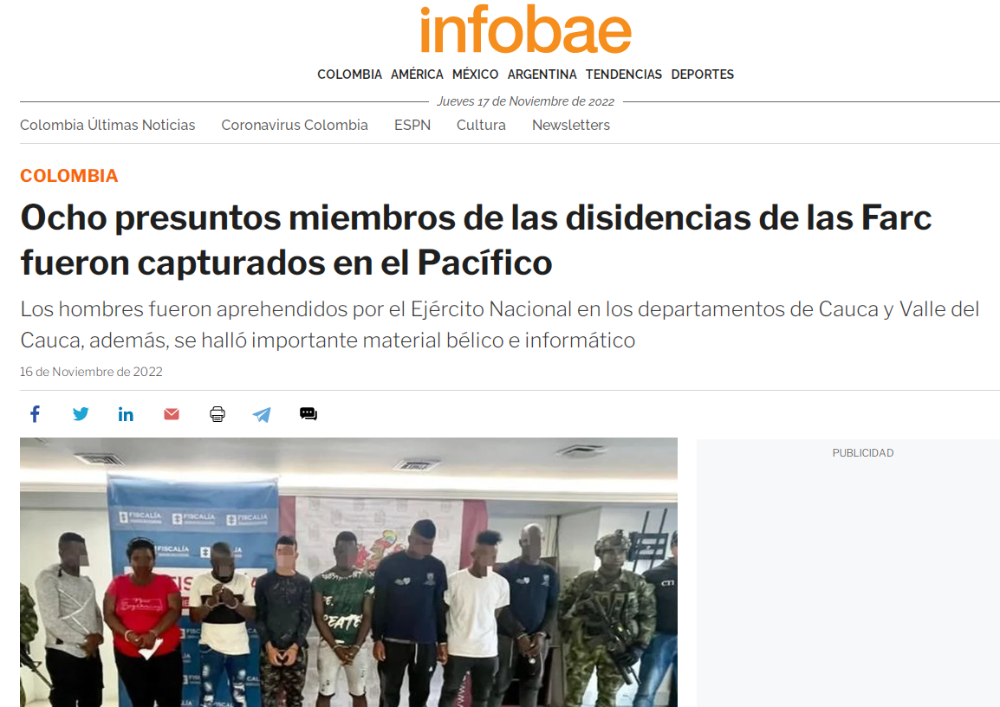 infobae
COLOMBIA AMÉRICA MÉXICO ARGENTINA TENDENCIAS DEPORTES
Jueves 17 de Noviembre de 2022
Colombia Últimas Noticias Coronavirus Colombia ESPN Cultura Newsletters
COLOMBIA
Ocho presuntos miembros de las disidencias de las Farc
fueron capturados en el Pacífico
Los hombres fueron aprehendidos por el Ejército Nacional en los departamentos de Cauca y Valle del
Cauca, además, se halló importante material bélico e informático
16 de Noviembre de 2022
PUBLICIDAD
FISCALÍA FISCALÍA FISCALÍA
FISCALÍA
FISCALÍA
CTI